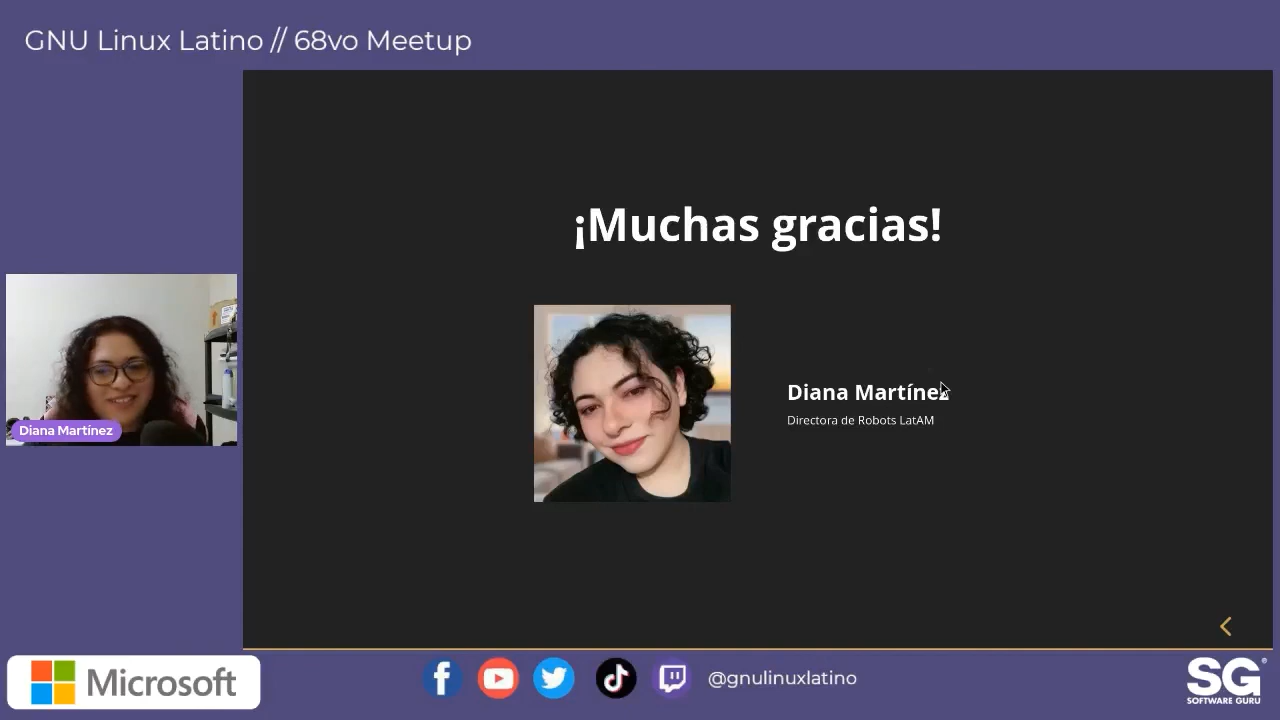 GNU Linux Latino // 68vo Meetup
¡Muchas gracias!
Diana Martínez
Directora de Robots LatAM
Diana Martínez
Microsoft
@gnulinuxlatino
SG
SOFTWARE GURU